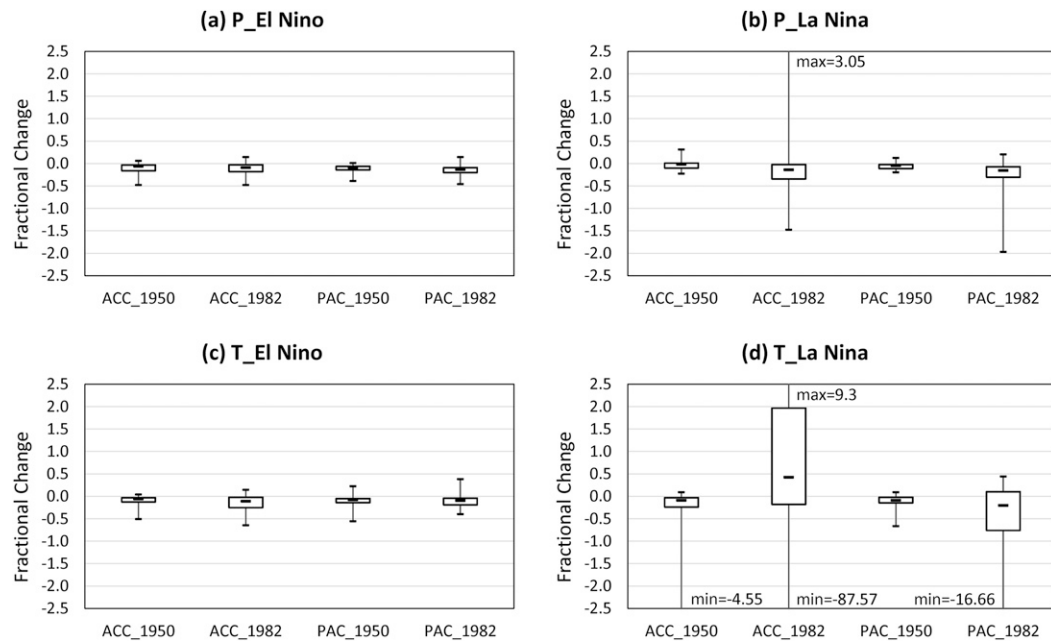 (a) P_El Nino
Fractional Change
2.5
2.0
1.5
1.0
0.5
0.0
-0.5
-1.0
-1.5
-2.0
-2.5
ACC_1950 ACC_1982 PAC_1950 PAC_1982
(b) P_La Nina
Fractional Change
2.5
2.0
1.5
1.0
0.5
0.0
-0.5
-1.0
-1.5
-2.0
-2.5
max=3.05
ACC_1950 ACC_1982 PAC_1950 PAC_1982
(c) T_El Nino
Fractional Change
2.5
2.0
1.5
1.0
0.5
0.0
-0.5
-1.0
-1.5
-2.0
-2.5
ACC_1950 ACC_1982 PAC_1950 PAC_1982
(d) T_La Nina
Fractional Change
2.5
2.0
1.5
1.0
0.5
0.0
-0.5
-1.0
-1.5
-2.0
-2.5
max=9.3
min=-4.55 min=-87.57 min=-16.66
ACC_1950 ACC_1982 PAC_1950 PAC_1982